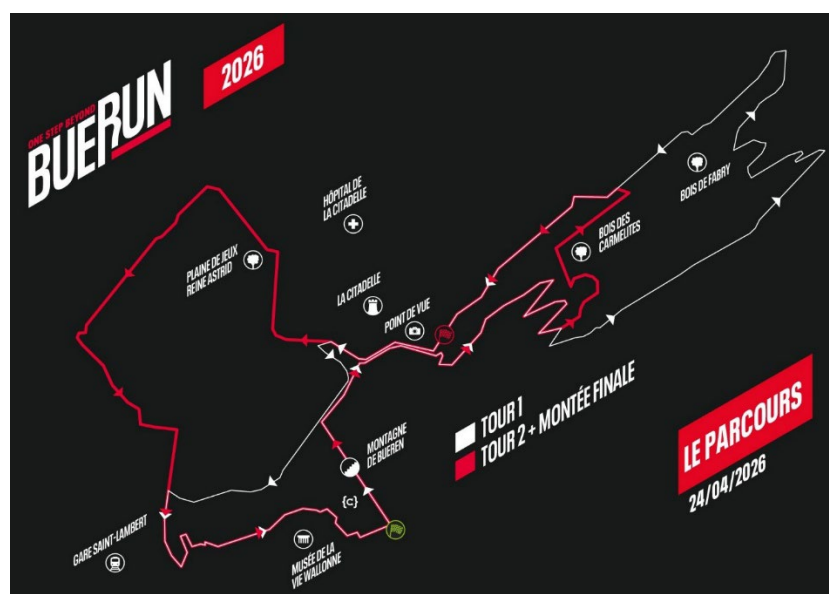 ONE STEP BEYOND
BUERUN
2026
HÔPITAL DE
LA CITADELLE
BOIS DE FABRY
PLAINE DE JEUX
REINE ASTRID
BOIS DES
CARMELITES
LA CITADELLE
POINT DE VUE
TOUR 1
TOUR 2 + MONTÉE FINALE
LE PARCOURS
24/04/2026
MONTAGNE
DE BUEREN
{C}
GARE SAINT-LAMBERT
MUSÉE DE LA
VIE WALLONNE